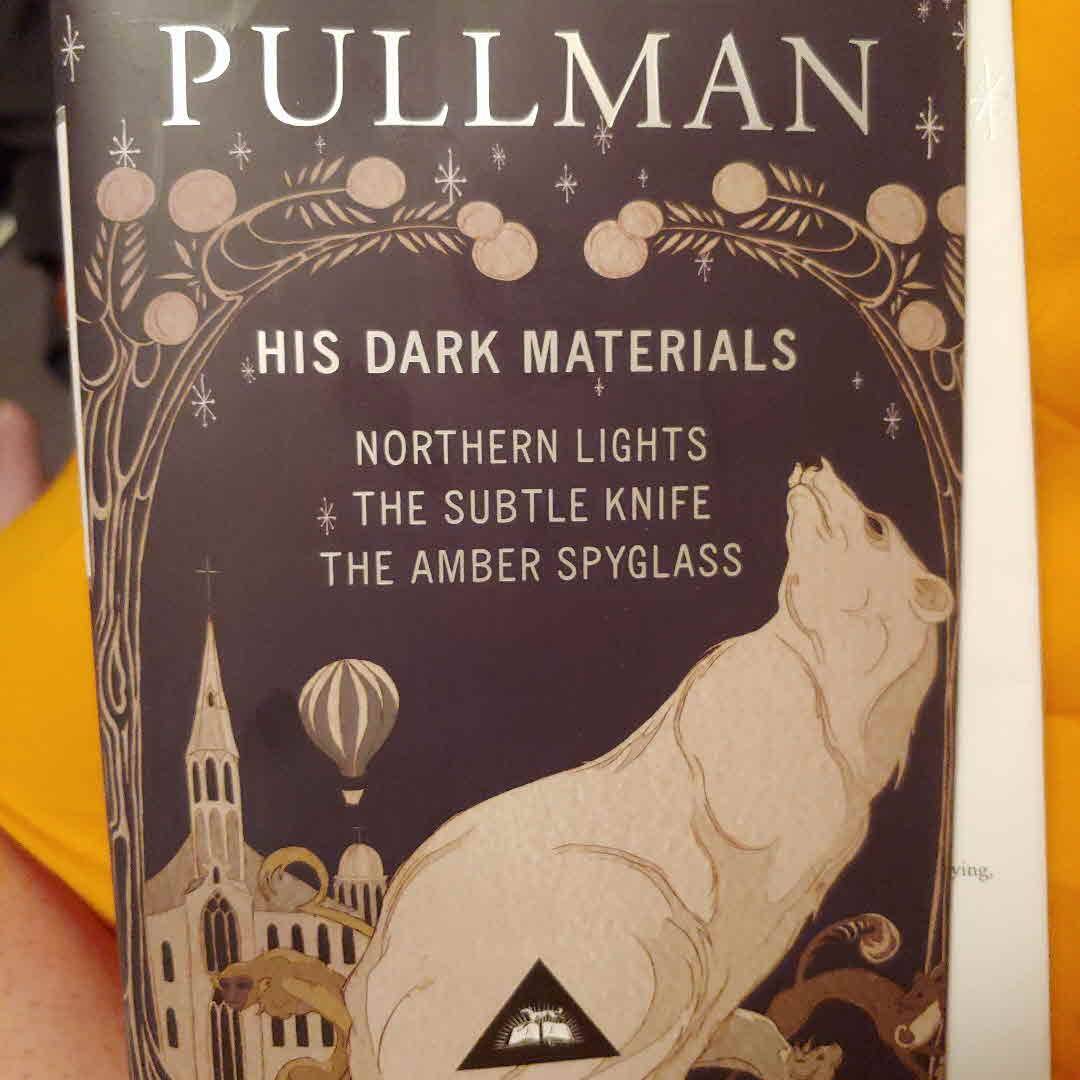 PULLMAN
HIS DARK MATERIALS
NORTHERN LIGHTS
THE SUBTLE KNIFE
THE AMBER SPYGLASS